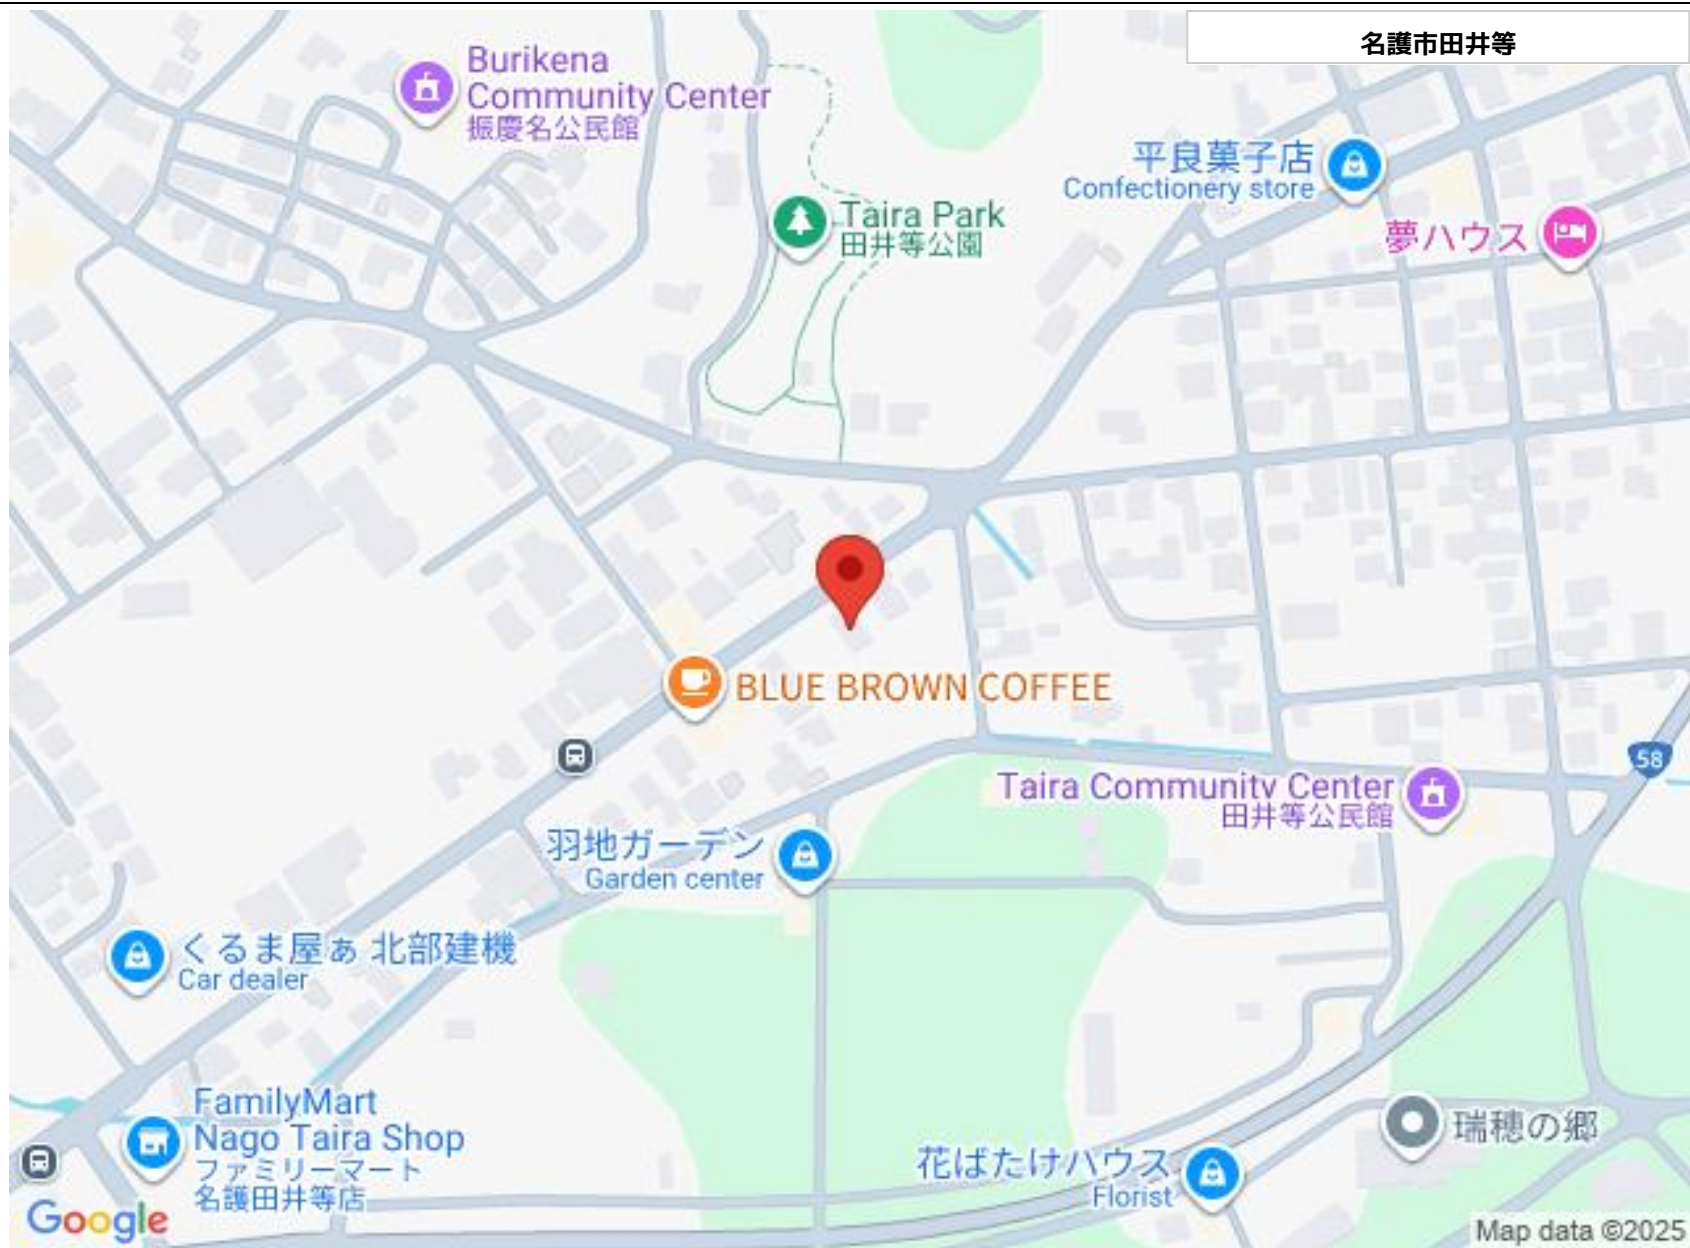 名護市田井等
Burikena
Community Center
振慶名公民館
平良菓子店
Confectionery store
Taira Park
田井等公園
夢ハウス
BLUE BROWN COFFEE
58
Taira Community Center
田井等公民館
羽地ガーデン
Garden center
くるま屋ぁ 北部建機
Car dealer
FamilyMart
Nago Taira Shop
ファミリーマート
名護田井等店
瑞穂の郷
花ばたけハウス
Florist
Google
Map data ©2025